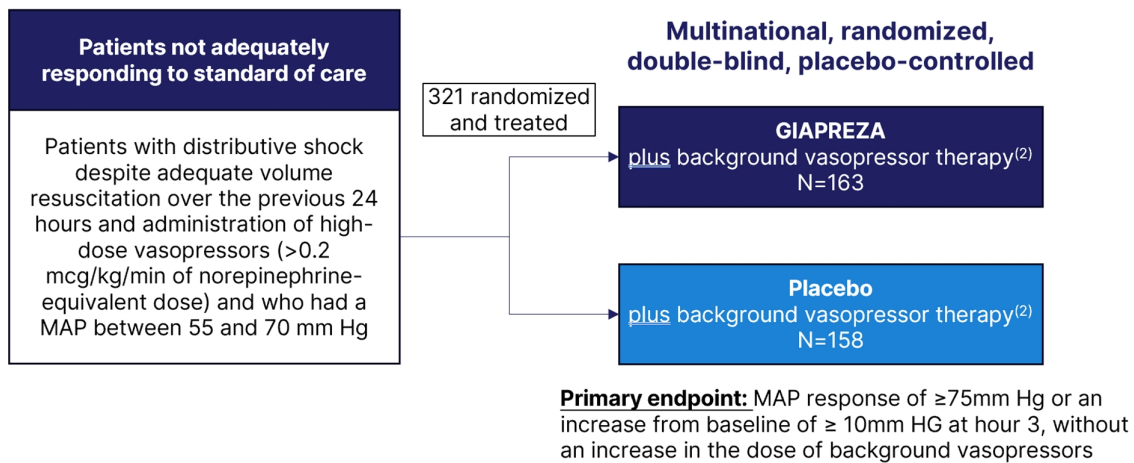 Patients not adequately
responding to standard of care
Patients with distributive shock
despite adequate volume
resuscitation over the previous 24
hours and administration of high-
dose vasopressors (>0.2
mcg/kg/min of norepinephrine-
equivalent dose) and who had a
MAP between 55 and 70 mm Hg
321 randomized
and treated
Multinational, randomized,
double-blind, placebo-controlled
GIAPREZA
plus background vasopressor therapy(2)
N=163
Placebo
plus background vasopressor therapy(2)
N=158
Primary endpoint: MAP response of ≥75mm Hg or an
increase from baseline of ≥ 10mm HG at hour 3, without
an increase in the dose of background vasopressors